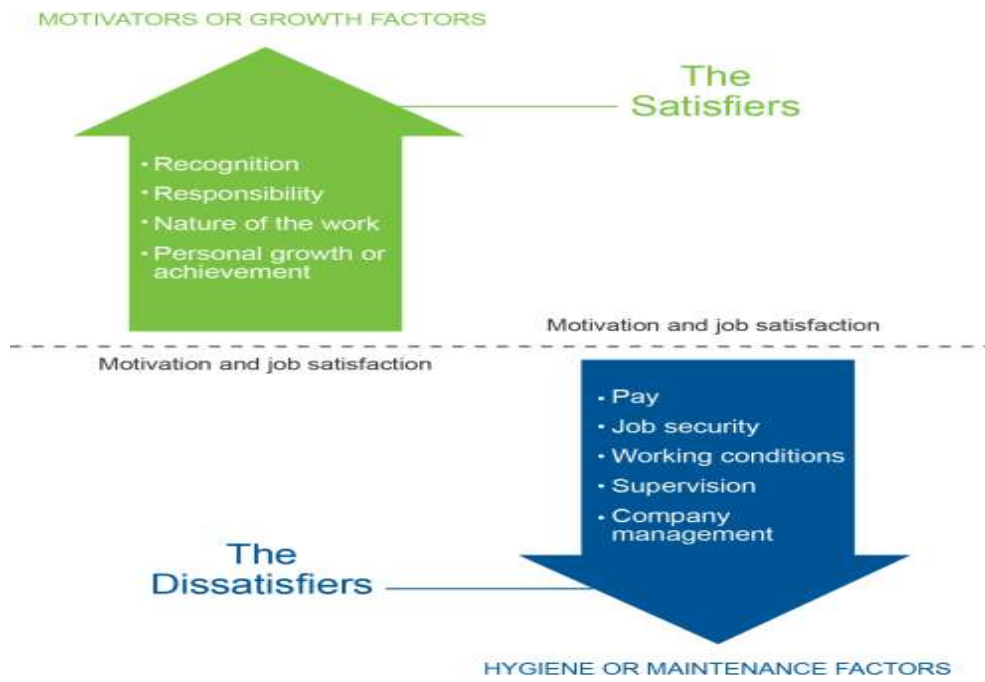 MOTIVATORS OR GROWTH FACTORS
The
Satisfiers
• Recognition
• Responsibility
• Nature of the work
• Personal growth or
achievement
Motivation and job satisfaction
Motivation and job satisfaction
• Pay
• Job security
• Working conditions
• Supervision
• Company
management
The
Dissatisfiers
HYGIENE OR MAINTENANCE FACTORS